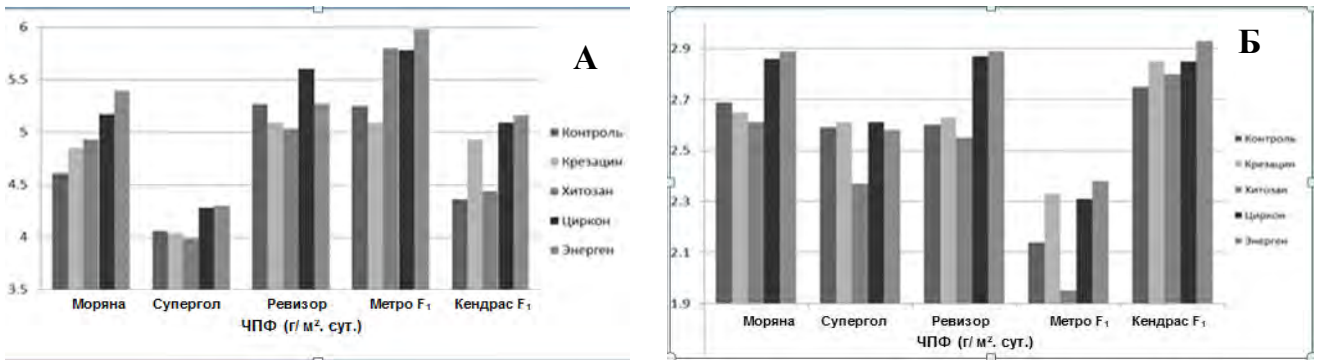 А
6
5.5
5
4.5
4
3.5
Моряна Супергол Ревизор Метро F₁ Кендрас F₁
ЧПФ (г/ м². сут.)
Контроль
Крезацин
Хитозан
Циркон
Энерген
Б
2.9
2.7
2.5
2.3
2.1
1.9
Моряна Супергол Ревизор Метро F₁ Кендрас F₁
ЧПФ (г/ м². сут.)
Контроль
Крезацин
Хитозан
Циркон
Энерген